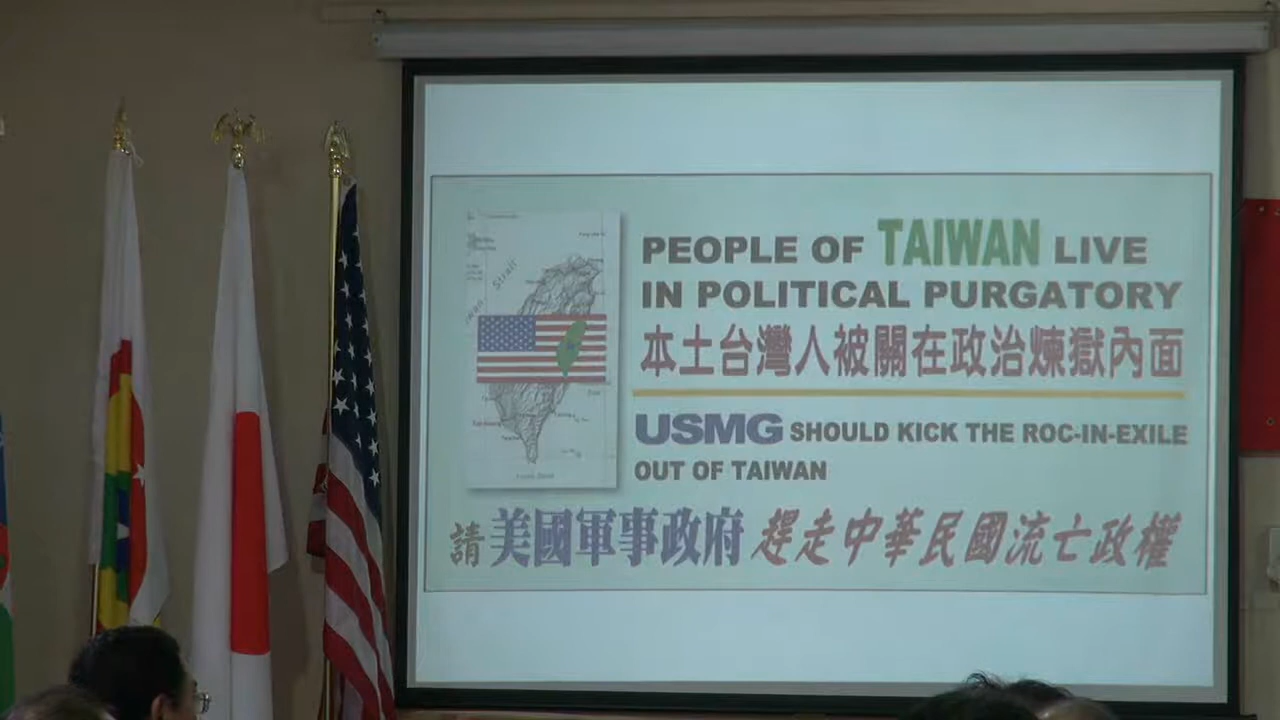 Strait
PEOPLE OF TAIWAN LIVE
IN POLITICAL PURGATORY
本土台灣人被關在政治煉獄內面
USMG SHOULD KICK THE ROC-IN-EXILE
OUT OF TAIWAN
請美國軍事政府 趕走中華民國流亡政權